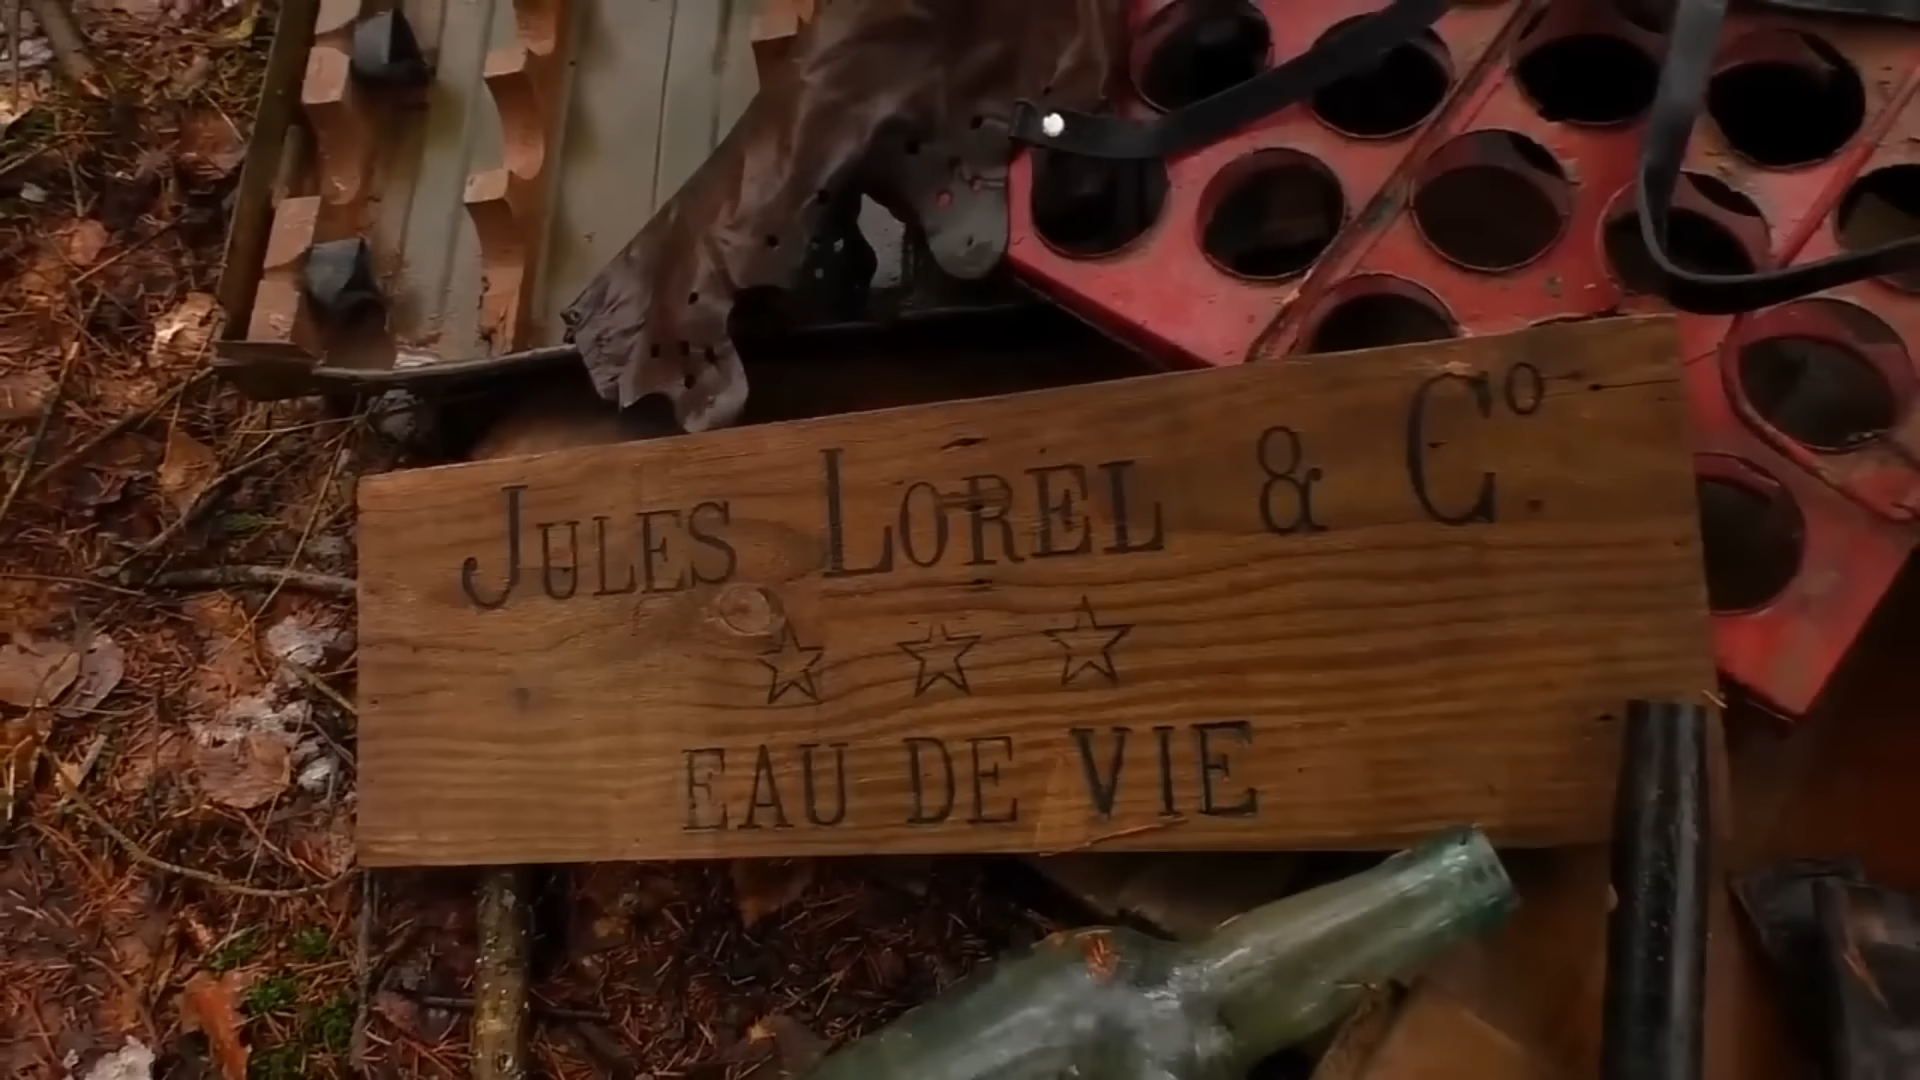 JULES LOREL & Cº
☆ ☆ ☆
EAU DE VIE